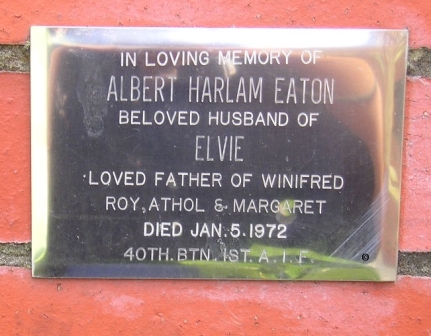 IN LOVING MEMORY OF
ALBERT HARLAM EATON
BELOVED HUSBAND OF
ELVIE
LOVED FATHER OF WINIFRED
ROY, ATHOL & MARGARET
DIED JAN. 5. 1972
40TH. BTN. 1ST. A. I. F.